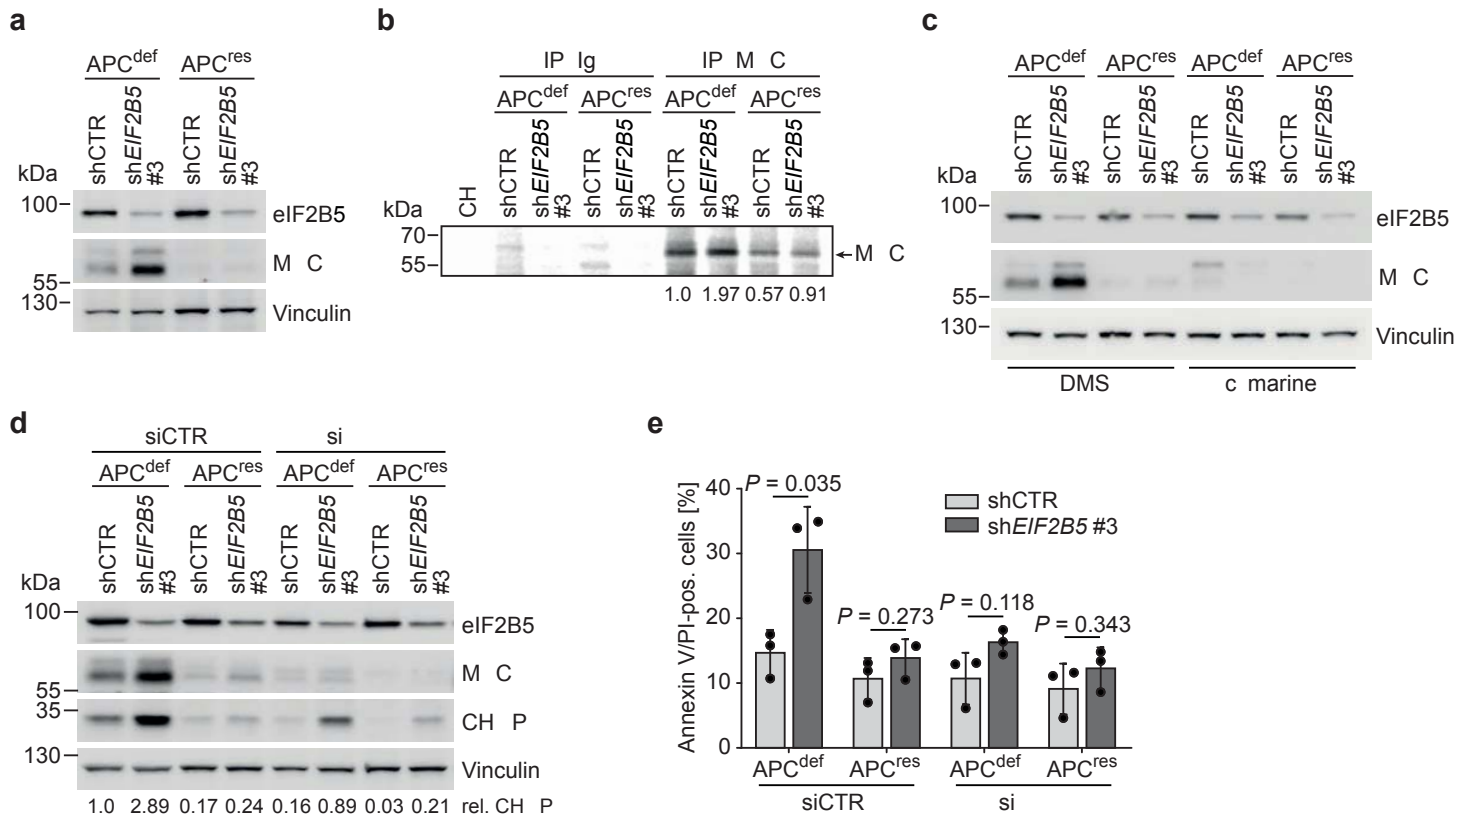 a
APCdef APCres
shCTR shEIF2B5 #3 shCTR shEIF2B5 #3
kDa
100 eIF2B5
M C
55
130 Vinculin
b
IP Ig IP M C
APCdef APCres APCdef APCres
CH shCTR shEIF2B5 #3 shCTR shEIF2B5 #3 shCTR shEIF2B5 #3 shCTR shEIF2B5 #3
kDa
70
55 M C
1.0 1.97 0.57 0.91
c
APCdef APCres APCdef APCres
shCTR shEIF2B5 #3 shCTR shEIF2B5 #3 shCTR shEIF2B5 #3 shCTR shEIF2B5 #3
kDa
100 eIF2B5
M C
55
130 Vinculin
DMS c marine
d
siCTR si
APCdef APCres APCdef APCres
shCTR shEIF2B5 #3 shCTR shEIF2B5 #3 shCTR shEIF2B5 #3 shCTR shEIF2B5 #3
kDa
100 eIF2B5
M C
55
35 CH P
130 Vinculin
1.0 2.89 0.17 0.24 0.16 0.89 0.03 0.21 rel. CH P
e
Annexin V/PI-pos. cells [%]
40
30
20
10
0
P = 0.035
P = 0.273
P = 0.118
P = 0.343
shCTR
shEIF2B5 #3
APCdef APCres APCdef APCres
siCTR si